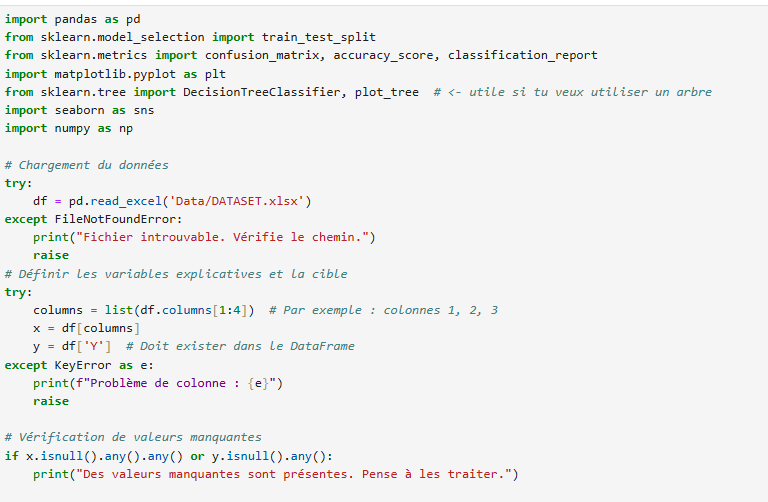 import pandas as pd
from sklearn.model_selection import train_test_split
from sklearn.metrics import confusion_matrix, accuracy_score, classification_report
import matplotlib.pyplot as plt
from sklearn.tree import DecisionTreeClassifier, plot_tree  # <- utile si tu veux utiliser un arbre
import seaborn as sns
import numpy as np

# Chargement du données
try:
    df = pd.read_excel('Data/DATASET.xlsx')
except FileNotFoundError:
    print("Fichier introuvable. Vérifie le chemin.")
    raise
# Définir les variables explicatives et la cible
try:
    columns = list(df.columns[1:4])  # Par exemple : colonnes 1, 2, 3
    x = df[columns]
    y = df['Y']  # Doit exister dans le DataFrame
except KeyError as e:
    print(f"Problème de colonne : {e}")
    raise

# Vérification de valeurs manquantes
if x.isnull().any().any() or y.isnull().any():
    print("Des valeurs manquantes sont présentes. Pense à les traiter.")